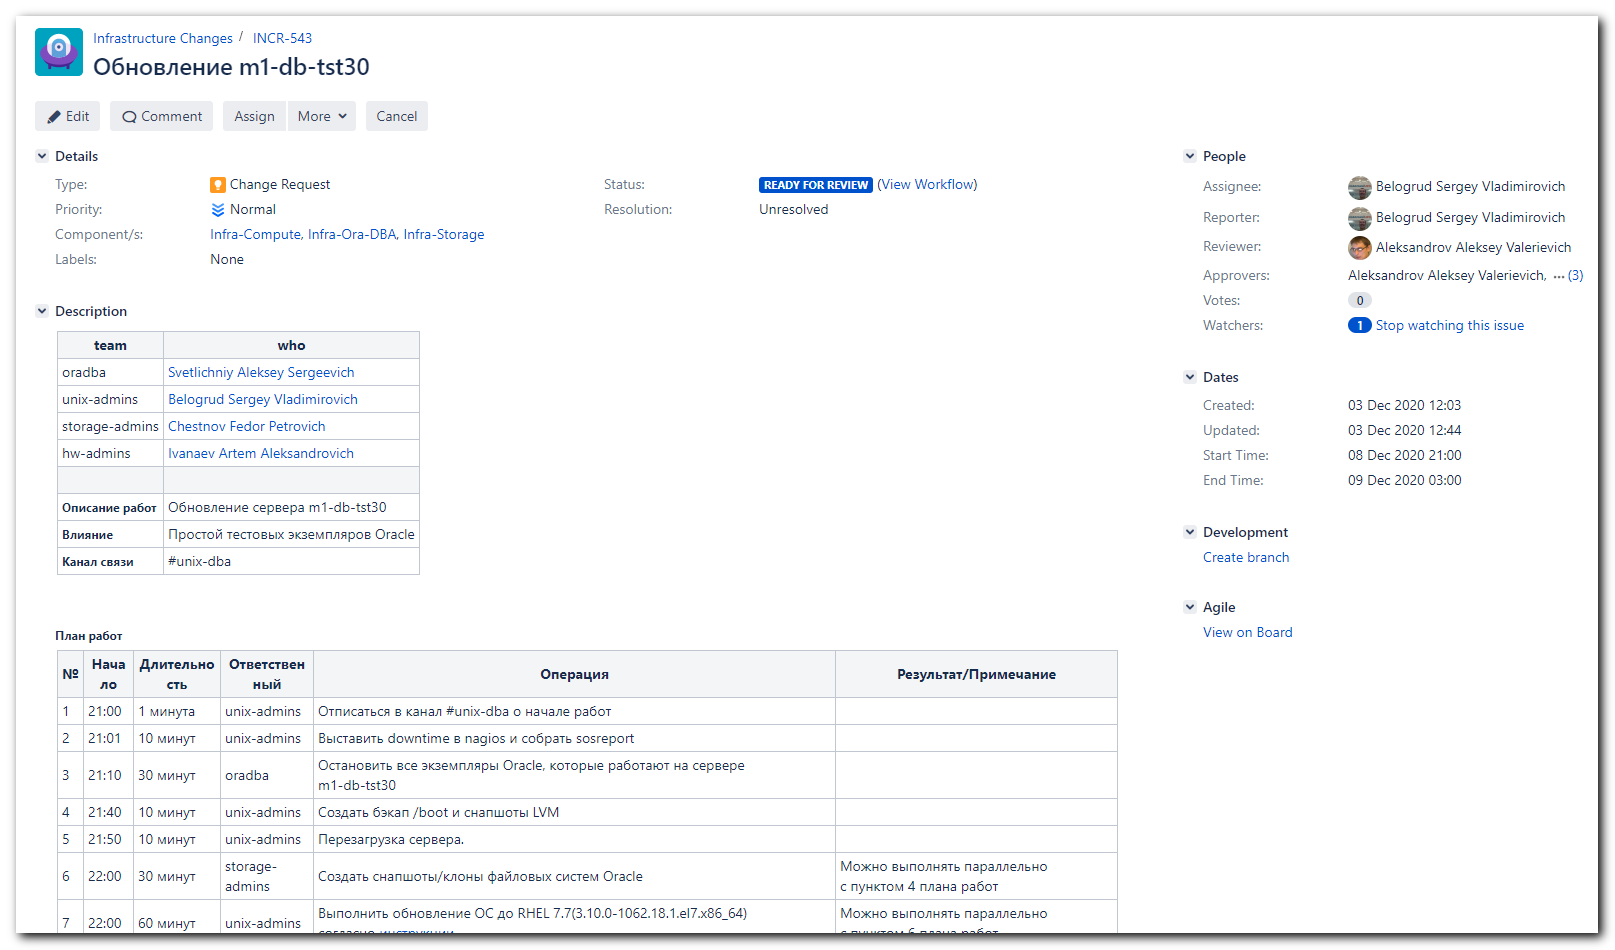 Infrastructure Changes / INCR-543
Обновление m1-db-tst30
Edit Comment Assign More Cancel
Details
Type: Change Request
Status: READY FOR REVIEW (View Workflow)
Priority: Normal
Resolution: Unresolved
Component/s: Infra-Compute, Infra-Ora-DBA, Infra-Storage
Labels: None
Description
team who
oradba Svetlichniy Aleksey Sergeevich
unix-admins Belogrud Sergey Vladimirovich
storage-admins Chestnov Fedor Petrovich
hw-admins Ivanaev Artem Aleksandrovich
Описание работ Обновление сервера m1-db-tst30
Влияние Простой тестовых экземпляров Oracle
Канал связи #unix-dba
План работ
№ Нача
ло Длительно
сть Ответствен
ный Операция Результат/Примечание
1 21:00 1 минута unix-admins Отписаться в канал #unix-dba о начале работ
2 21:01 10 минут unix-admins Выставить downtime в nagios и собрать sosreport
3 21:10 30 минут oradba Остановить все экземпляры Oracle, которые работают на сервере
m1-db-tst30
4 21:40 10 минут unix-admins Создать бэкап /boot и снапшоты LVM
5 21:50 10 минут unix-admins Перезагрузка сервера.
6 22:00 30 минут storage-
admins Создать снапшоты/клоны файловых систем Oracle Можно выполнять параллельно
с пунктом 4 плана работ
7 22:00 60 минут unix-admins Выполнить обновление ОС до RHEL 7.7(3.10.0-1062.18.1.el7.x86_64)
согласно инструкции Можно выполнять параллельно
с пунктом 6 плана работ
People
Assignee: Belogrud Sergey Vladimirovich
Reporter: Belogrud Sergey Vladimirovich
Reviewer: Aleksandrov Aleksey Valerievich
Approvers: Aleksandrov Aleksey Valerievich, ... (3)
Votes: 0
Watchers: 1 Stop watching this issue
Dates
Created: 03 Dec 2020 12:03
Updated: 03 Dec 2020 12:44
Start Time: 08 Dec 2020 21:00
End Time: 09 Dec 2020 03:00
Development
Create branch
Agile
View on Board